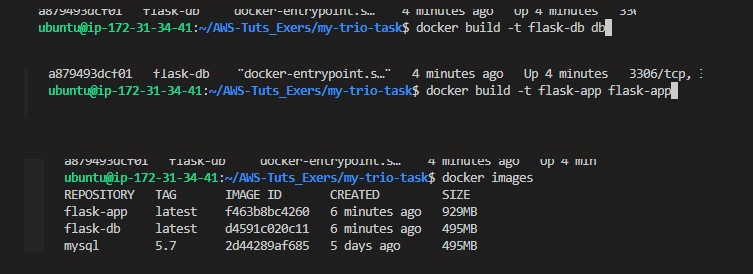 a879493dcf01 flask-db docker-entrypoint.s… 4 minutes ago Up 4 minutes
ubuntu@ip-172-31-34-41:~/AWS-Tuts_Exers/my-trio-task$ docker build -t flask-db db
a879493dcf01 flask-db "docker-entrypoint.s…" 4 minutes ago Up 4 minutes 3306/tcp,
ubuntu@ip-172-31-34-41:~/AWS-Tuts_Exers/my-trio-task$ docker build -t flask-app flask-app
a879493dcf01 flask-db docker-entrypoint.s… 4 minutes ago Up 4 min
ubuntu@ip-172-31-34-41:~/AWS-Tuts_Exers/my-trio-task$ docker images
REPOSITORY TAG IMAGE ID CREATED SIZE
flask-app latest f463b8bc4260 6 minutes ago 929MB
flask-db latest d4591c020c11 6 minutes ago 495MB
mysql 5.7 2d44289af685 5 days ago 495MB